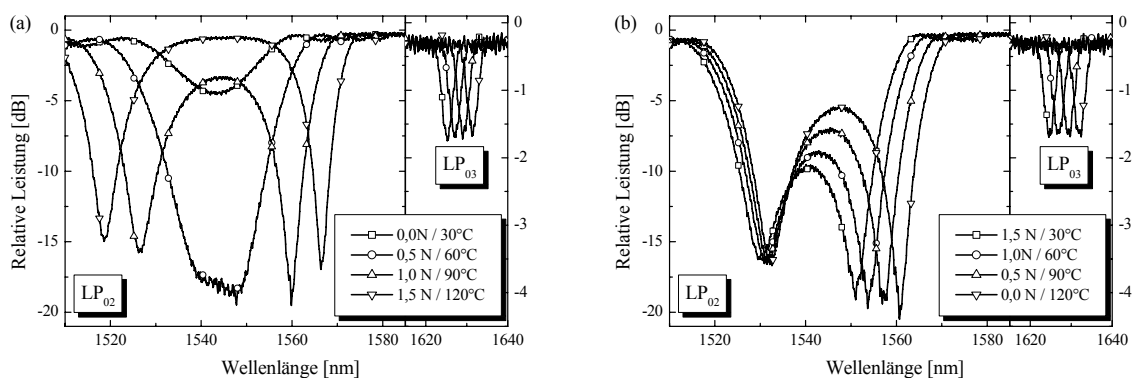 (a)
0
-5
-10
-15
-20
Relative Leistung [dB]
LP02
0,0N / 30°C
0,5 N / 60°C
1,0 N / 90°C
1,5 N / 120°C
LP03
0
-1
-2
-3
-4
1520 1540 1560 1580 1620 1640
Wellenlänge [nm]
(b)
0
-5
-10
-15
-20
Relative Leistung [dB]
LP02
1,5 N / 30°C
1,0N / 60°C
0,5 N / 90°C
0,0 N / 120°C
LP03
0
-1
-2
-3
-4
1520 1540 1560 1580 1620 1640
Wellenlänge [nm]